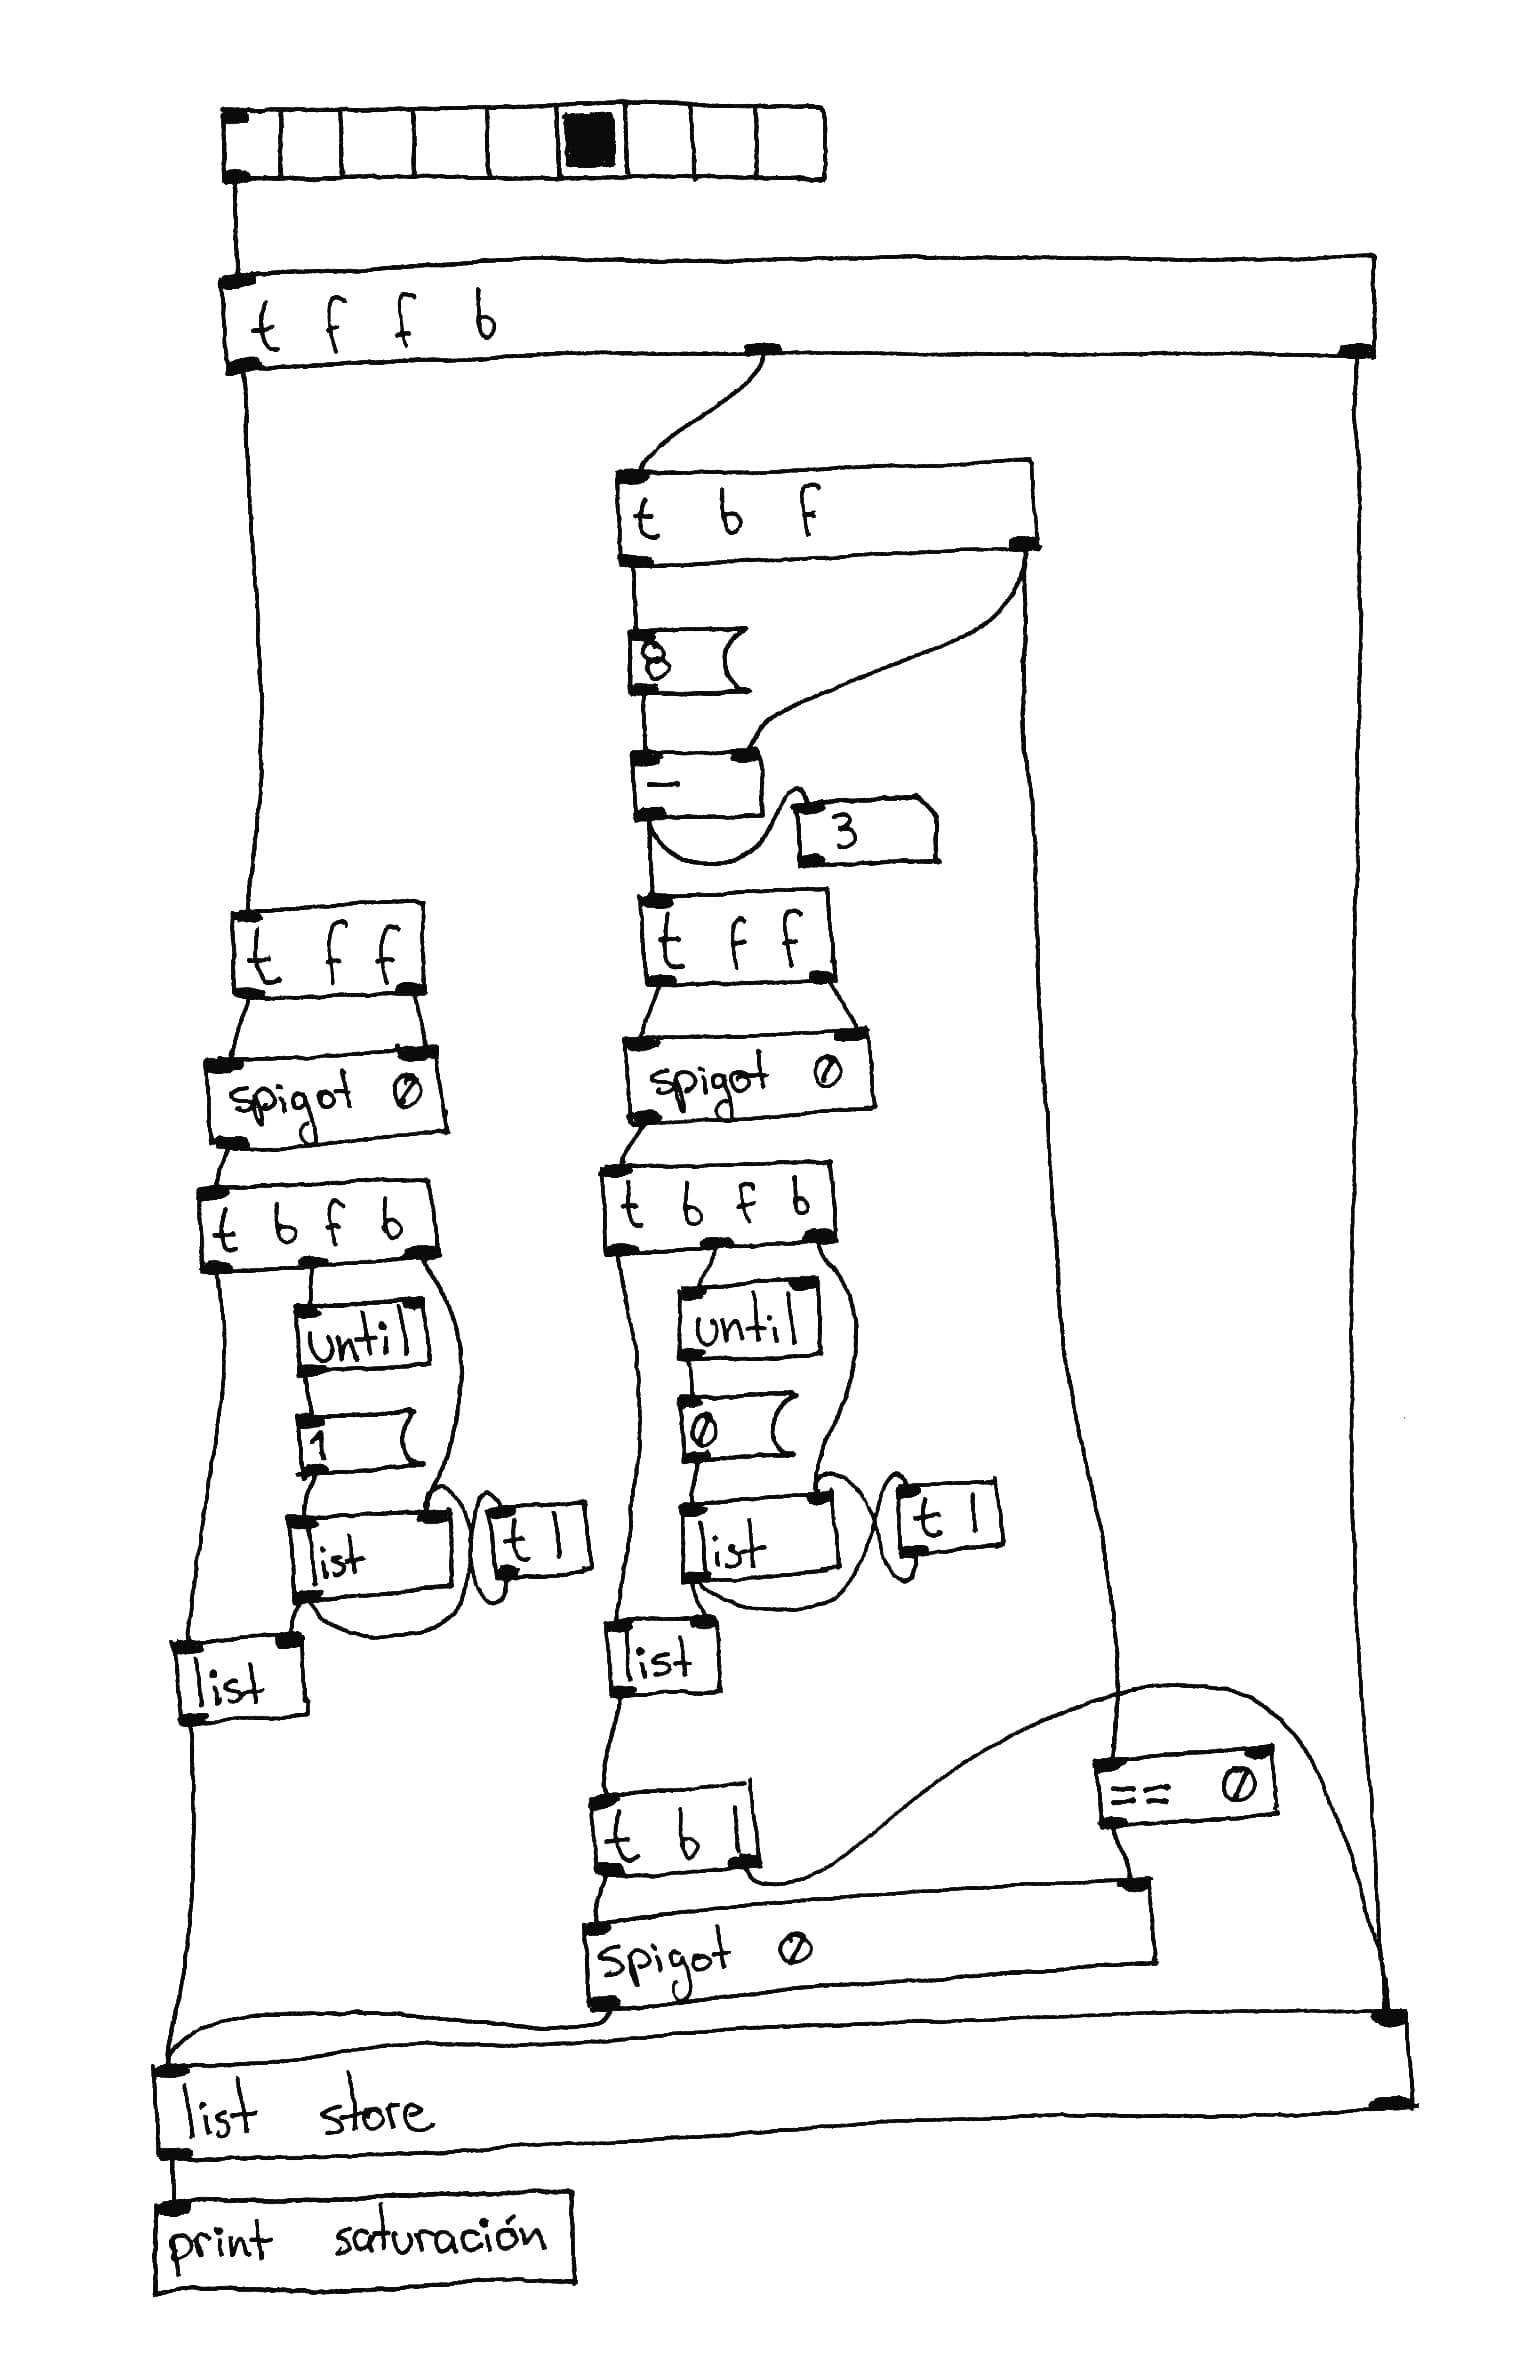 t f f b
t b f
8
-
3
t f f
t f f
spigot 0
spigot 0
t b f b
t b f b
until
until
1
0
list
t l
list
t l
list
list
t b l
== 0
spigot 0
list store
print saturación